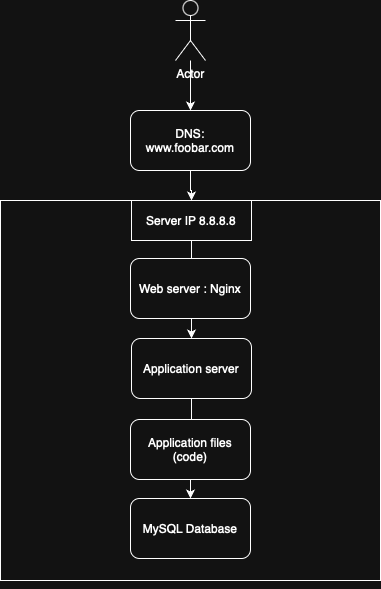 Actor
DNS:
www.foobar.com
Server IP 8.8.8.8
Web server : Nginx
Application server
Application files
(code)
MySQL Database